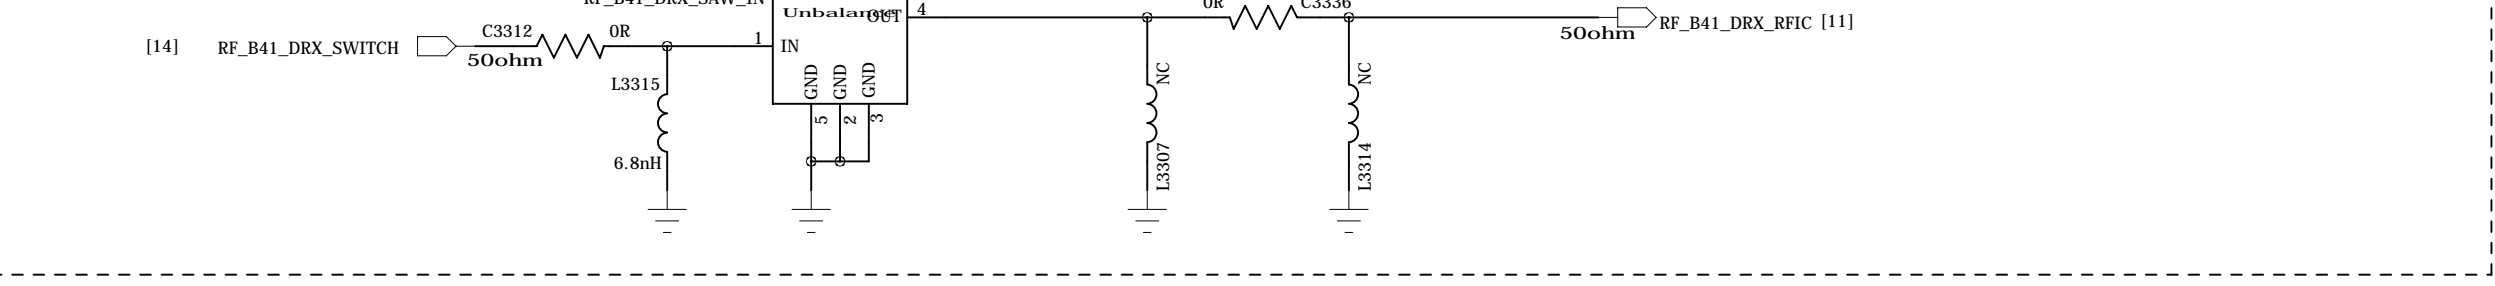 RF_B41_DRX_SAW_IN
Unbalance
OUT
4
0R
C3336
50ohm
RF_B41_DRX_RFIC [11]
[14] RF_B41_DRX_SWITCH
50ohm
C3312
0R
1
IN
GND
GND
GND
5
2
3
L3315
6.8nH
NC
L3307
NC
L3314